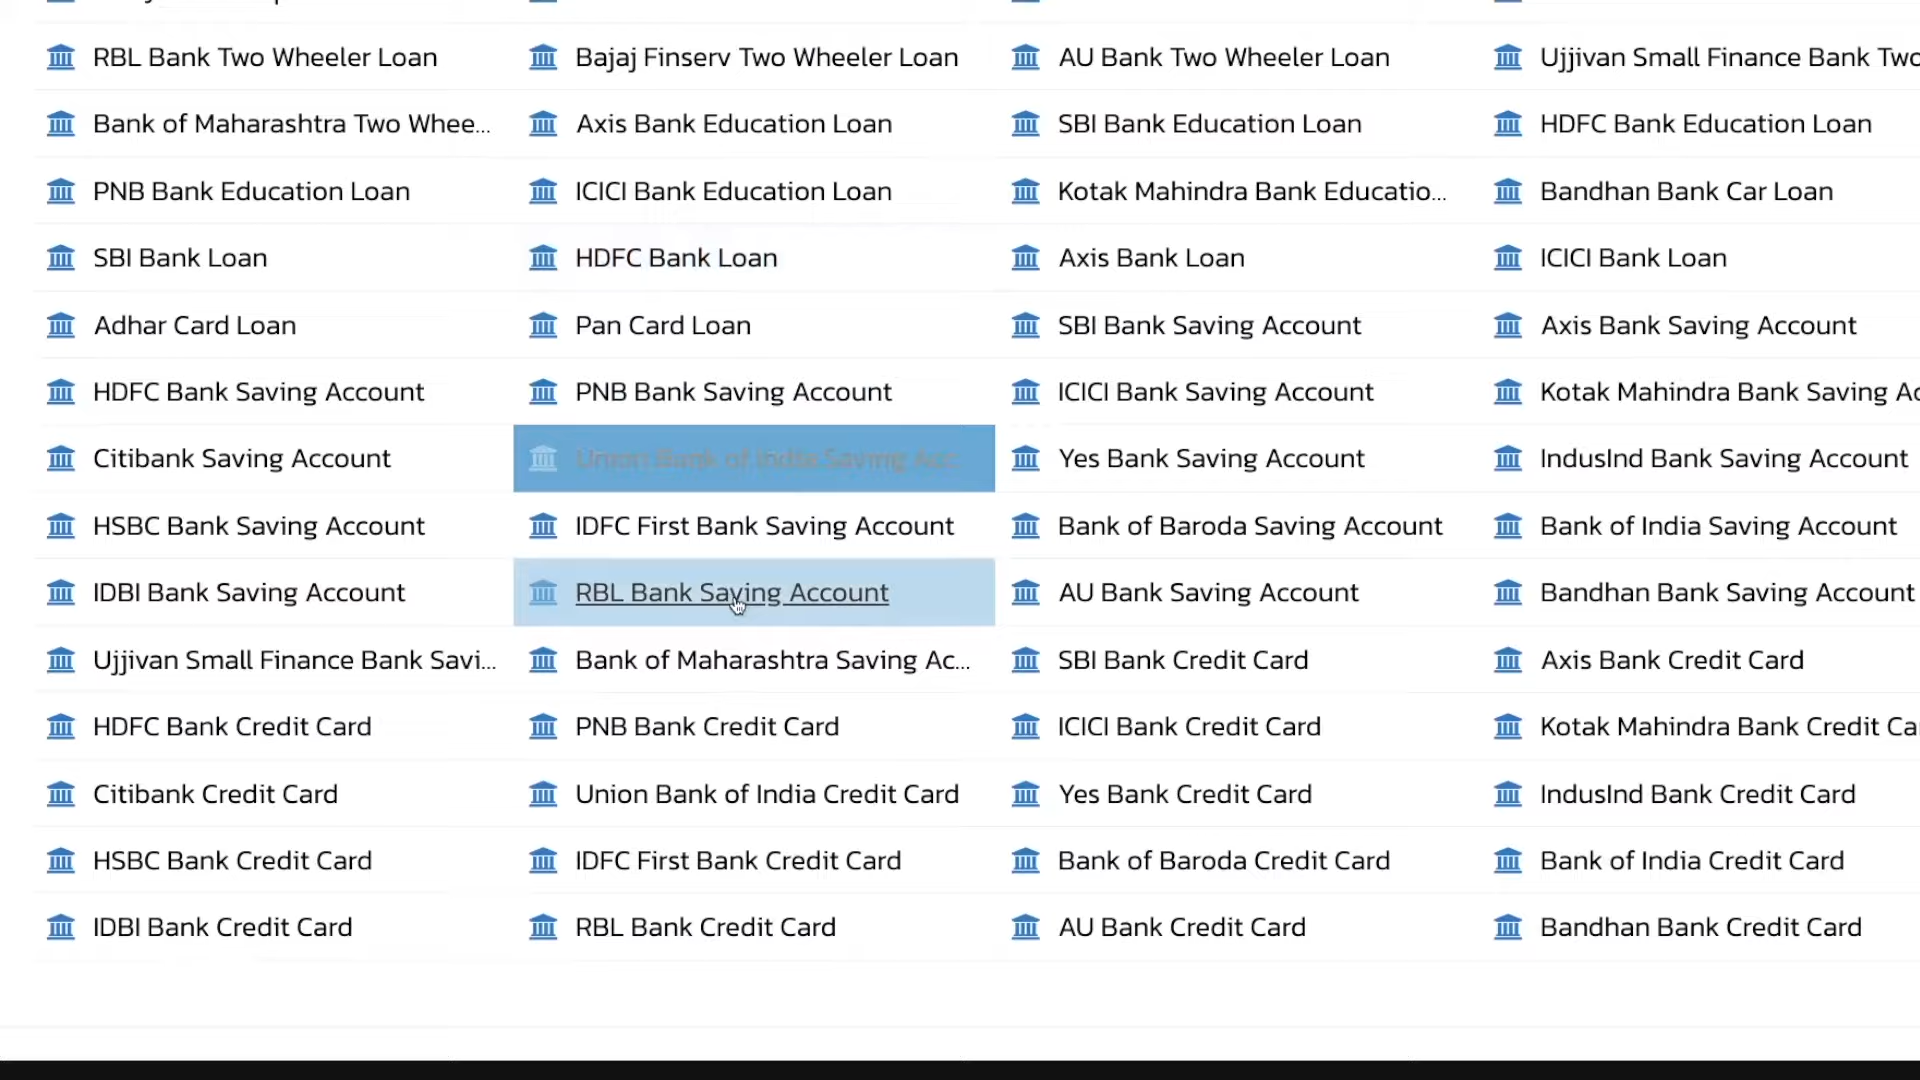 RBL Bank Two Wheeler Loan
Bajaj Finserv Two Wheeler Loan
AU Bank Two Wheeler Loan
Ujjivan Small Finance Bank Two
Bank of Maharashtra Two Whee...
Axis Bank Education Loan
SBI Bank Education Loan
HDFC Bank Education Loan
PNB Bank Education Loan
ICICI Bank Education Loan
Kotak Mahindra Bank Educatio...
Bandhan Bank Car Loan
SBI Bank Loan
HDFC Bank Loan
Axis Bank Loan
ICICI Bank Loan
Adhar Card Loan
Pan Card Loan
SBI Bank Saving Account
Axis Bank Saving Account
HDFC Bank Saving Account
PNB Bank Saving Account
ICICI Bank Saving Account
Kotak Mahindra Bank Saving Ac
Citibank Saving Account
Union Bank of India Saving Acc...
Yes Bank Saving Account
IndusInd Bank Saving Account
HSBC Bank Saving Account
IDFC First Bank Saving Account
Bank of Baroda Saving Account
Bank of India Saving Account
IDBI Bank Saving Account
RBL Bank Saving Account
AU Bank Saving Account
Bandhan Bank Saving Account
Ujjivan Small Finance Bank Savi...
Bank of Maharashtra Saving Ac...
SBI Bank Credit Card
Axis Bank Credit Card
HDFC Bank Credit Card
PNB Bank Credit Card
ICICI Bank Credit Card
Kotak Mahindra Bank Credit Ca
Citibank Credit Card
Union Bank of India Credit Card
Yes Bank Credit Card
IndusInd Bank Credit Card
HSBC Bank Credit Card
IDFC First Bank Credit Card
Bank of Baroda Credit Card
Bank of India Credit Card
IDBI Bank Credit Card
RBL Bank Credit Card
AU Bank Credit Card
Bandhan Bank Credit Card